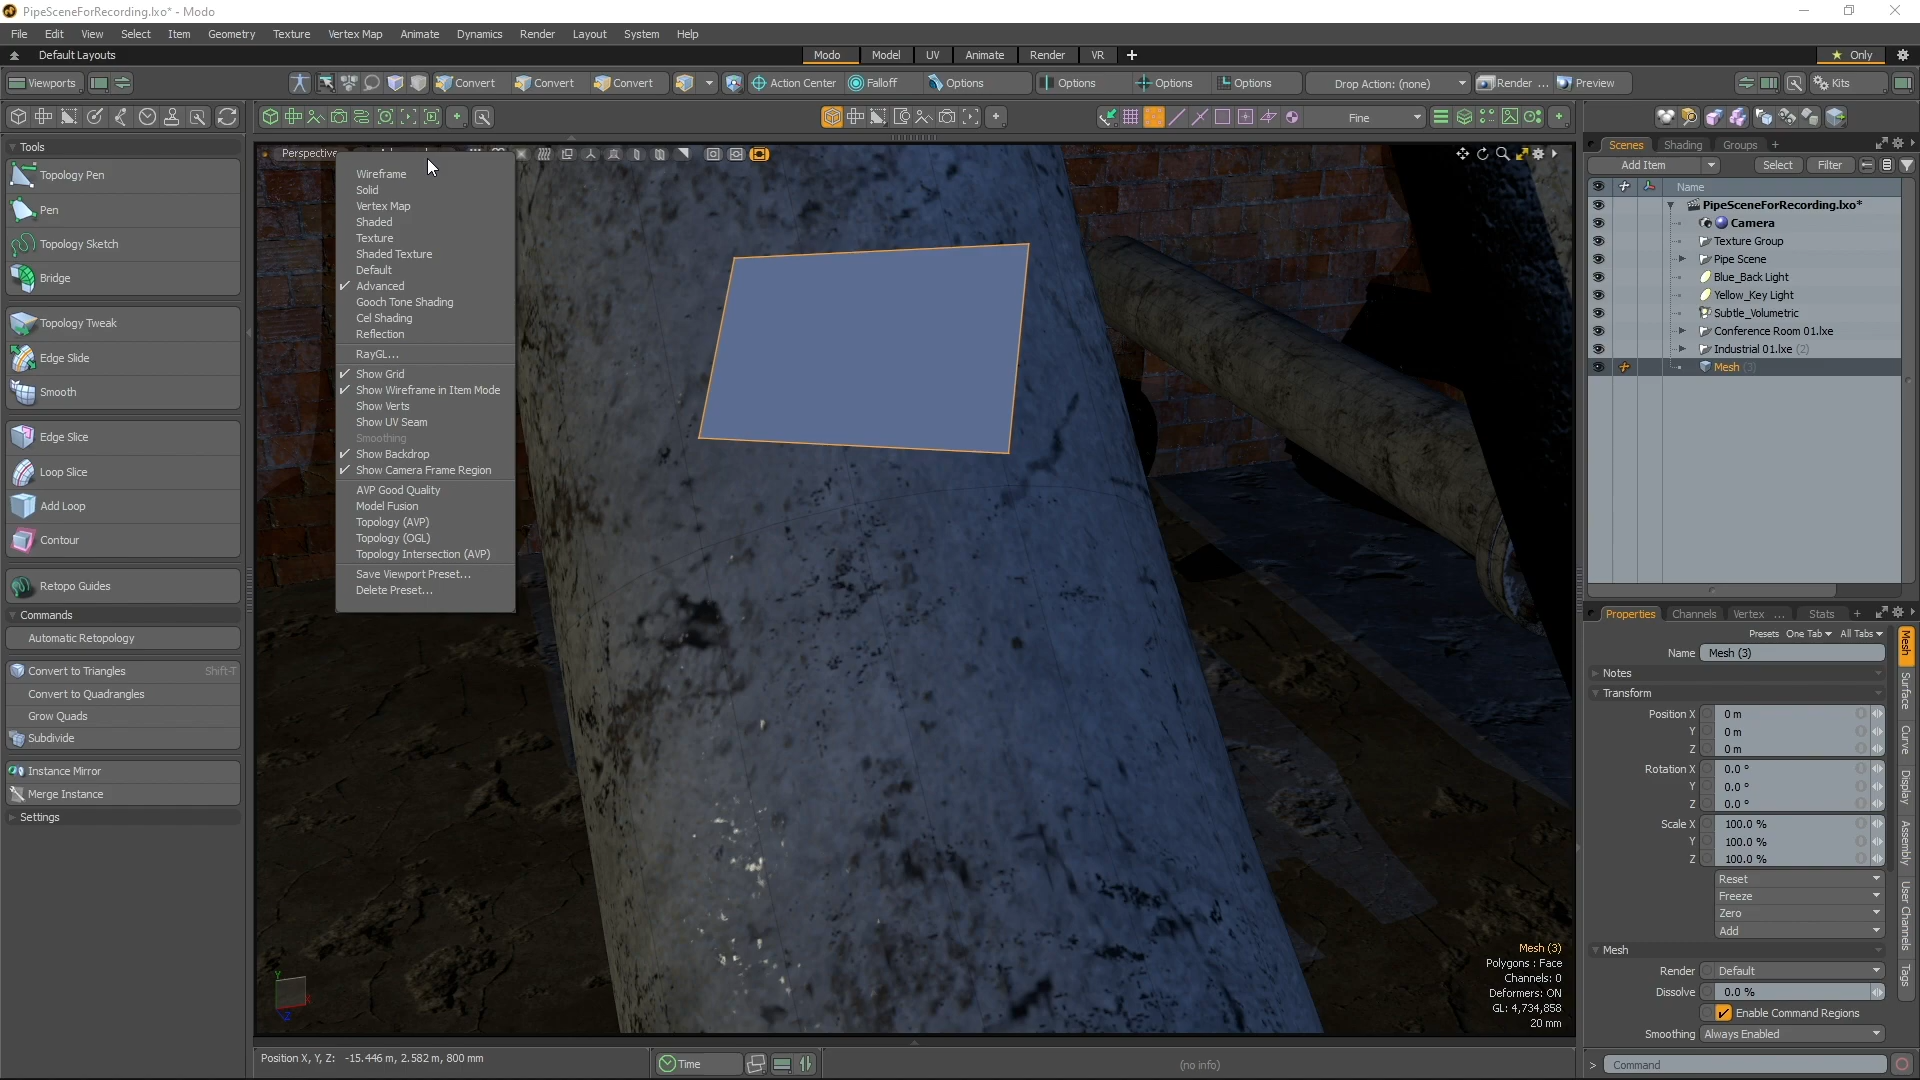 PipeSceneForRecording.lxo* - Modo
File Edit View Select Item Geometry Texture Vertex Map Animate Dynamics Render Layout System Help
Default Layouts
Modo Model UV Animate Render VR
Only
Viewports
Convert Convert Convert
Action Center Falloff Options Options Options Options
Drop Action: (none)
Render ... Preview Kits
Fine
Tools
Topology Pen
Pen
Topology Sketch
Bridge
Topology Tweak
Edge Slide
Smooth
Edge Slice
Loop Slice
Add Loop
Contour
Retopo Guides
Commands
Automatic Retopology
Convert to Triangles Shift-T
Convert to Quadrangles
Grow Quads
Subdivide
Instance Mirror
Merge Instance
Settings
Perspective
Wireframe
Solid
Vertex Map
Shaded
Texture
Shaded Texture
Default
Advanced
Gooch Tone Shading
Cel Shading
Reflection
RayGL...
Show Grid
Show Wireframe in Item Mode
Show Verts
Show UV Seam
Smoothing
Show Backdrop
Show Camera Frame Region
AVP Good Quality
Model Fusion
Topology (AVP)
Topology (OGL)
Topology Intersection (AVP)
Save Viewport Preset...
Delete Preset...
Y
X
Z
Mesh (3)
Polygons : Face
Channels: 0
Deformers: ON
GL: 4,734,858
20 mm
Position X, Y, Z: -15.446 m, 2.582 m, 800 mm
Time
(no info)
Scenes Shading Groups
Add Item Select Filter
Name
PipeSceneForRecording.lxo*
Camera
Texture Group
Pipe Scene
Blue_Back Light
Yellow_Key Light
Subtle_Volumetric
Conference Room 01.lxe
Industrial 01.lxe (2)
Mesh (3)
Properties Channels Vertex ... Stats
Presets One Tab All Tabs
Name Mesh (3)
Notes
Transform
Position X 0 m
Y 0 m
Z 0 m
Rotation X 0.0 °
Y 0.0 °
Z 0.0 °
Scale X 100.0 %
Y 100.0 %
Z 100.0 %
Reset
Freeze
Zero
Add
Mesh
Render Default
Dissolve 0.0 %
Enable Command Regions
Smoothing Always Enabled
Mesh
Surface
Curve
Display
Assembly
User Channels
Tags
> Command